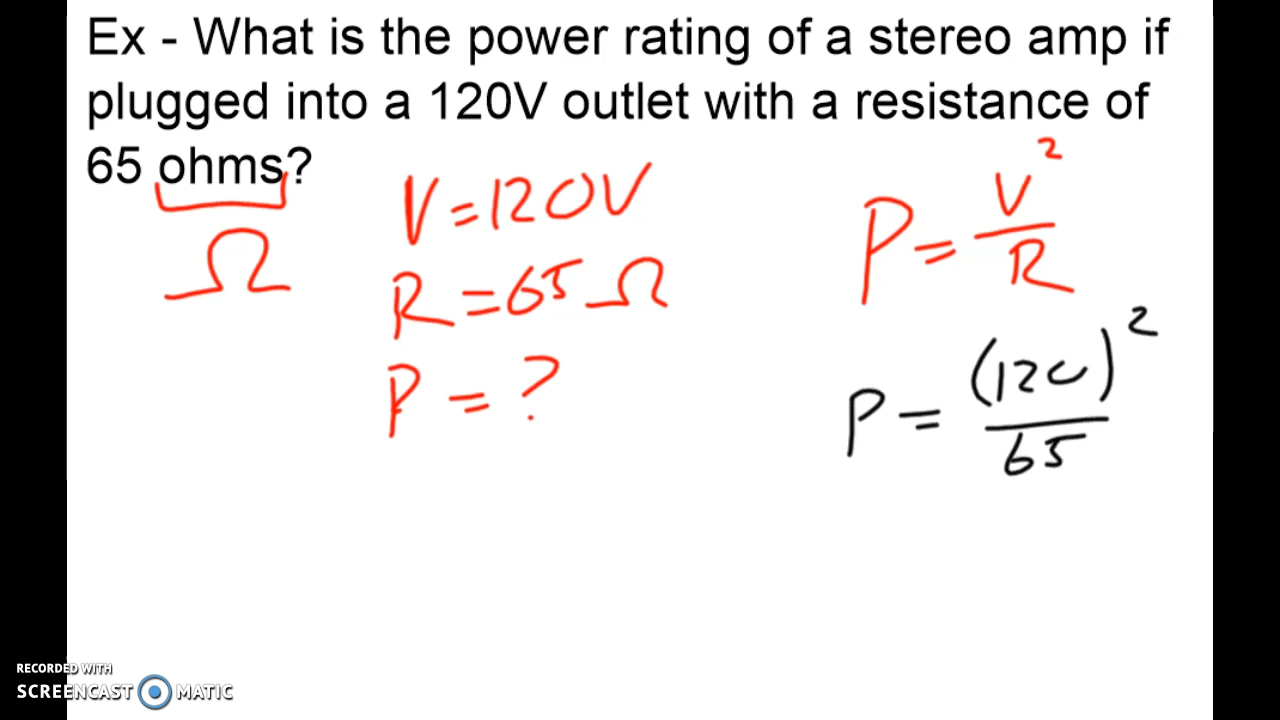 Ex - What is the power rating of a stereo amp if
plugged into a 120V outlet with a resistance of
65 ohms?
Ω
V = 120V
R = 65 Ω
P = ?
P = V²/R
P = (120)²/65
RECORDED WITH
SCREENCAST MATIC